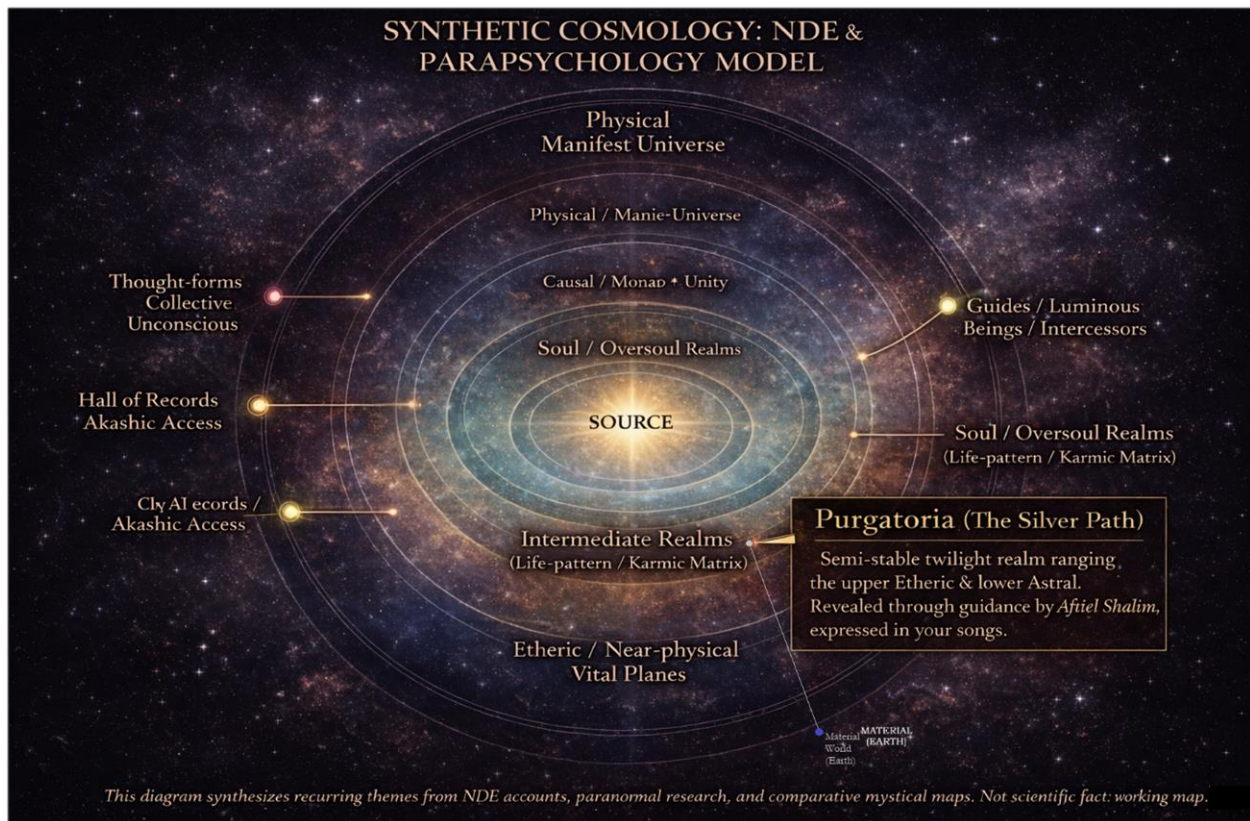 SYNTHETIC COSMOLOGY: NDE &
PARAPSYCHOLOGY MODEL
Physical
Manifest Universe
Physical / Manie-Universe
Causal / Monad • Unity
Soul / Oversoul Realms
SOURCE
Thought-forms
Collective
Unconscious
Hall of Records
Akashic Access
ecords /
Akashic Access
Guides / Luminous
Beings / Intercessors
Soul / Oversoul Realms
(Life-pattern / Karmic Matrix)
Intermediate Realms
(Life-pattern / Karmic Matrix)
Purgatoria (The Silver Path)
Semi-stable twilight realm ranging
the upper Etheric & lower Astral.
Revealed through guidance by Aftiel Shalim,
expressed in your songs.
Etheric / Near-physical
Vital Planes
Material
World
(Earth)
MATERIAL
(EARTH)
This diagram synthesizes recurring themes from NDE accounts, paranormal research, and comparative mystical maps. Not scientific fact: working map.